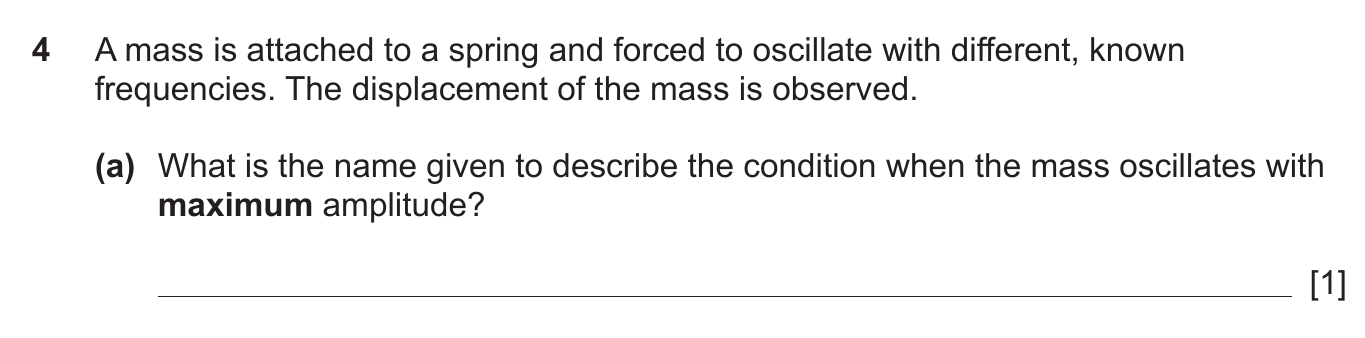 4 A mass is attached to a spring and forced to oscillate with different, known
frequencies. The displacement of the mass is observed.
(a) What is the name given to describe the condition when the mass oscillates with
maximum amplitude?
[1]